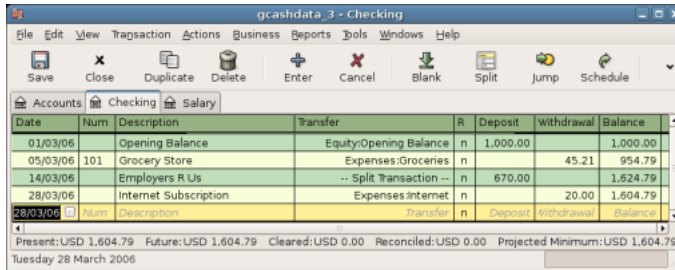 gcashdata_3 - Checking
File Edit View Transaction Actions Business Reports Tools Windows Help
Save Close Duplicate Delete Enter Cancel Blank Split Jump Schedule
Accounts Checking Salary
Date Num Description Transfer R Deposit Withdrawal Balance
01/03/06 Opening Balance Equity:Opening Balance n 1,000.00 1,000.00
05/03/06 101 Grocery Store Expenses:Groceries n 45.21 954.79
14/03/06 Employers R Us -- Split Transaction -- n 670.00 1,624.79
28/03/06 Internet Subscription Expenses:Internet n 20.00 1,604.79
28/03/06 Num Description Transfer n Deposit Withdrawal Balance
Present:USD 1,604.79 Future:USD 1,604.79 Cleared:USD 0.00 Reconciled:USD 0.00 Projected Minimum:USD 1,604.79
Tuesday 28 March 2006